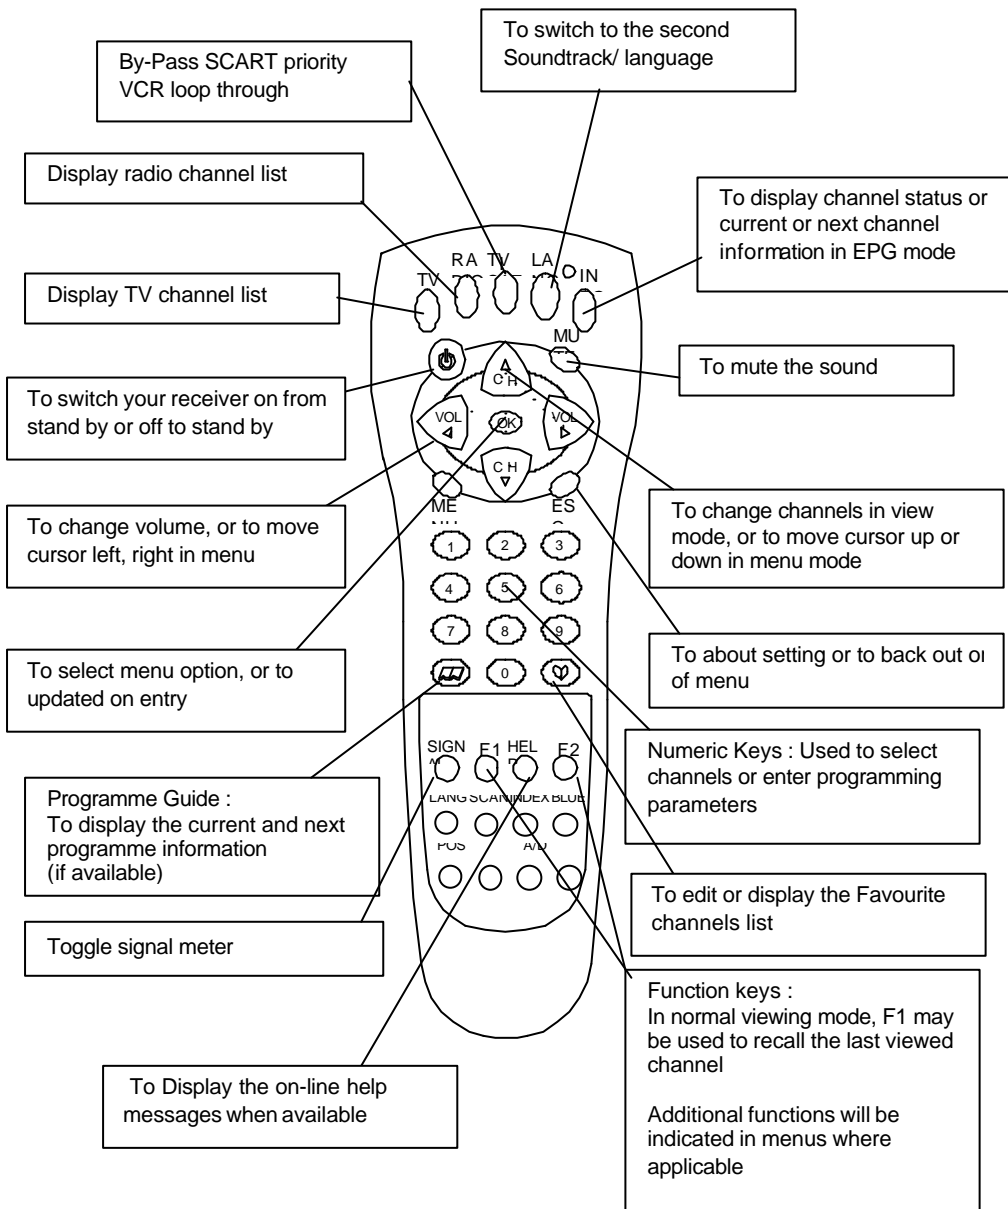 To switch to the second
Soundtrack/ language
By-Pass SCART priority
VCR loop through
Display radio channel list
To display channel status or
current or next channel
information in EPG mode
Display TV channel list
TV
RA
TV
LA
IN
MU
To mute the sound
To switch your receiver on from
stand by or off to stand by
CH
VOL
OK
VOL
CH
ME
ES
To change volume, or to move
cursor left, right in menu
To change channels in view
mode, or to move cursor up or
down in menu mode
1 2 3
4 5 6
7 8 9
0
To select menu option, or to
updated on entry
To about setting or to back out or
of menu
Programme Guide :
To display the current and next
programme information
(if available)
Numeric Keys : Used to select
channels or enter programming
parameters
SIGN F1 HEL F2
LANG SCAN INDEX BLUE
POS A/D
To edit or display the Favourite
channels list
Toggle signal meter
Function keys :
In normal viewing mode, F1 may
be used to recall the last viewed
channel
Additional functions will be
indicated in menus where
applicable
To Display the on-line help
messages when available